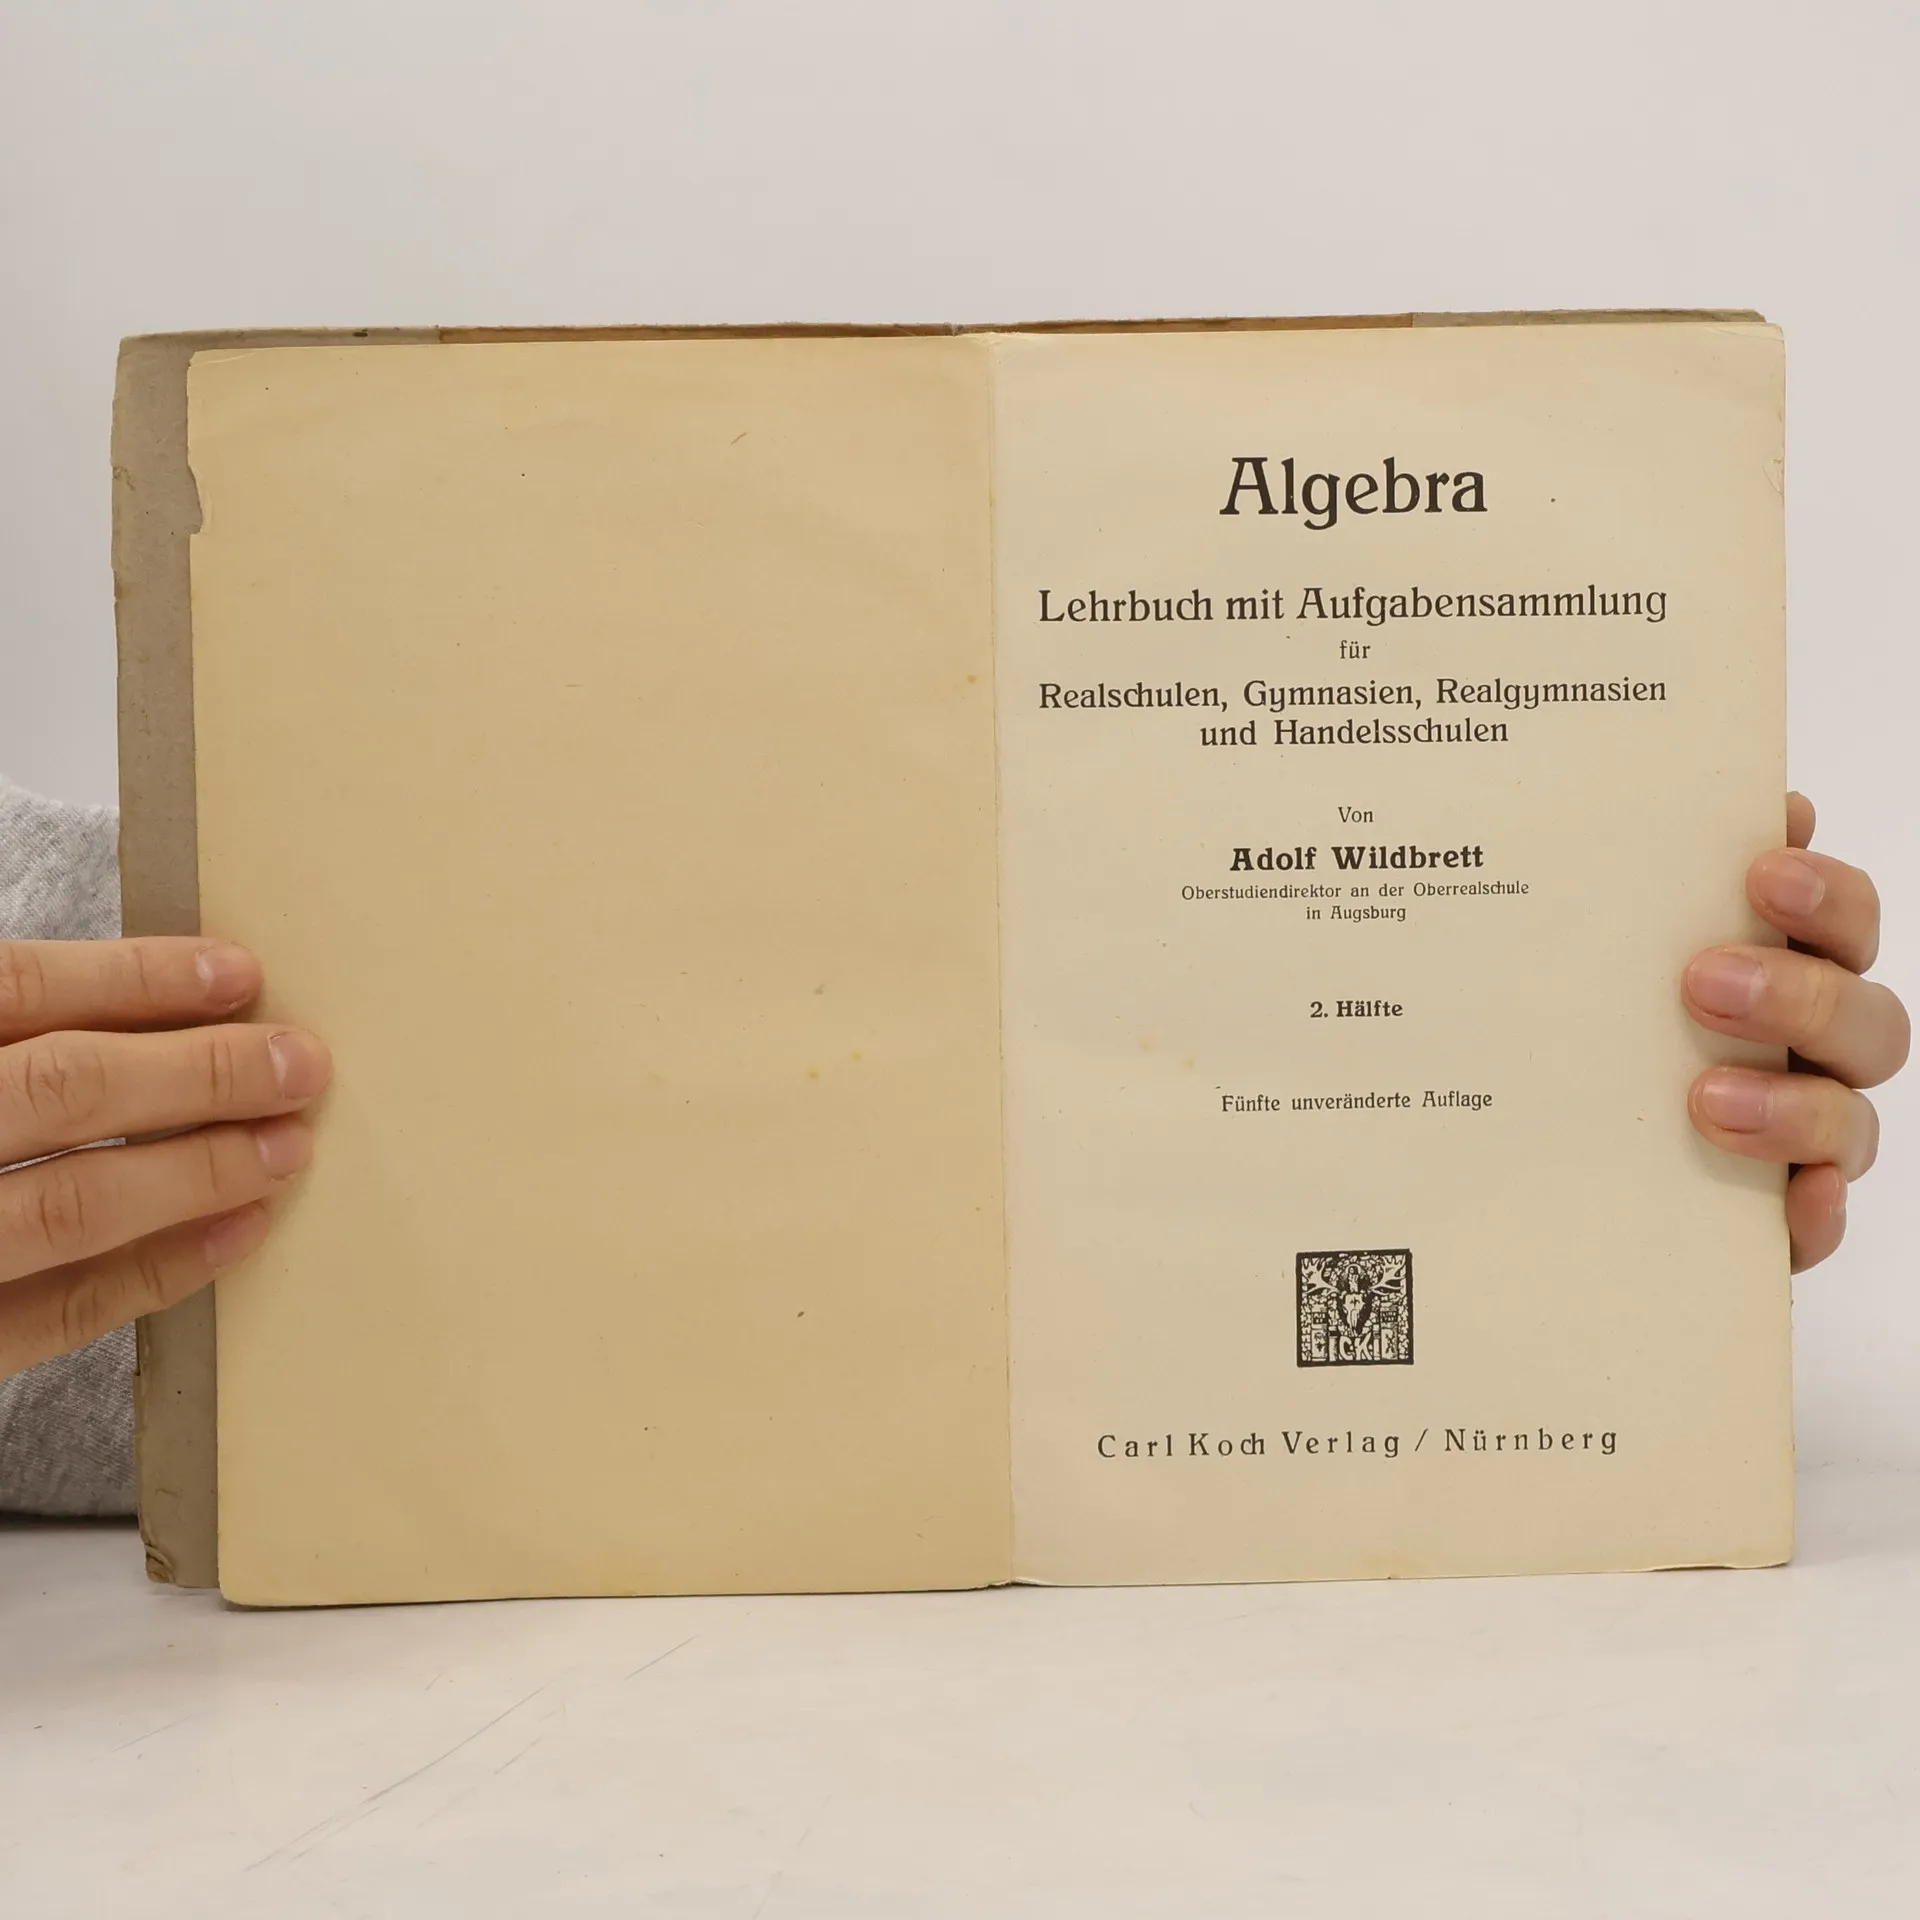 Algebra
Lehrbuch mit Aufgabensammlung
für
Realschulen, Gymnasien, Realgymnasien
und Handelsschulen
Von
Adolf Wildbrett
Oberstudiendirektor an der Oberrealschule
in Augsburg
2. Hälfte
Fünfte unveränderte Auflage
Carl Koch Verlag / Nürnberg